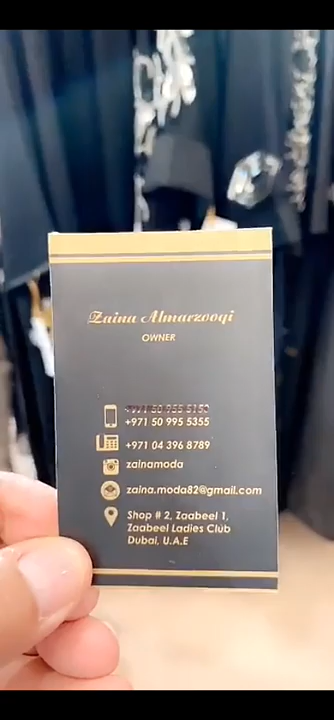 Zaina Almarzooqi
OWNER
+971 50 995 5355
+971 04 396 8789
zainamoda
zaina.moda82@gmail.com
Shop # 2, Zaabeel 1,
Zaabeel Ladies Club
Dubai, U.A.E